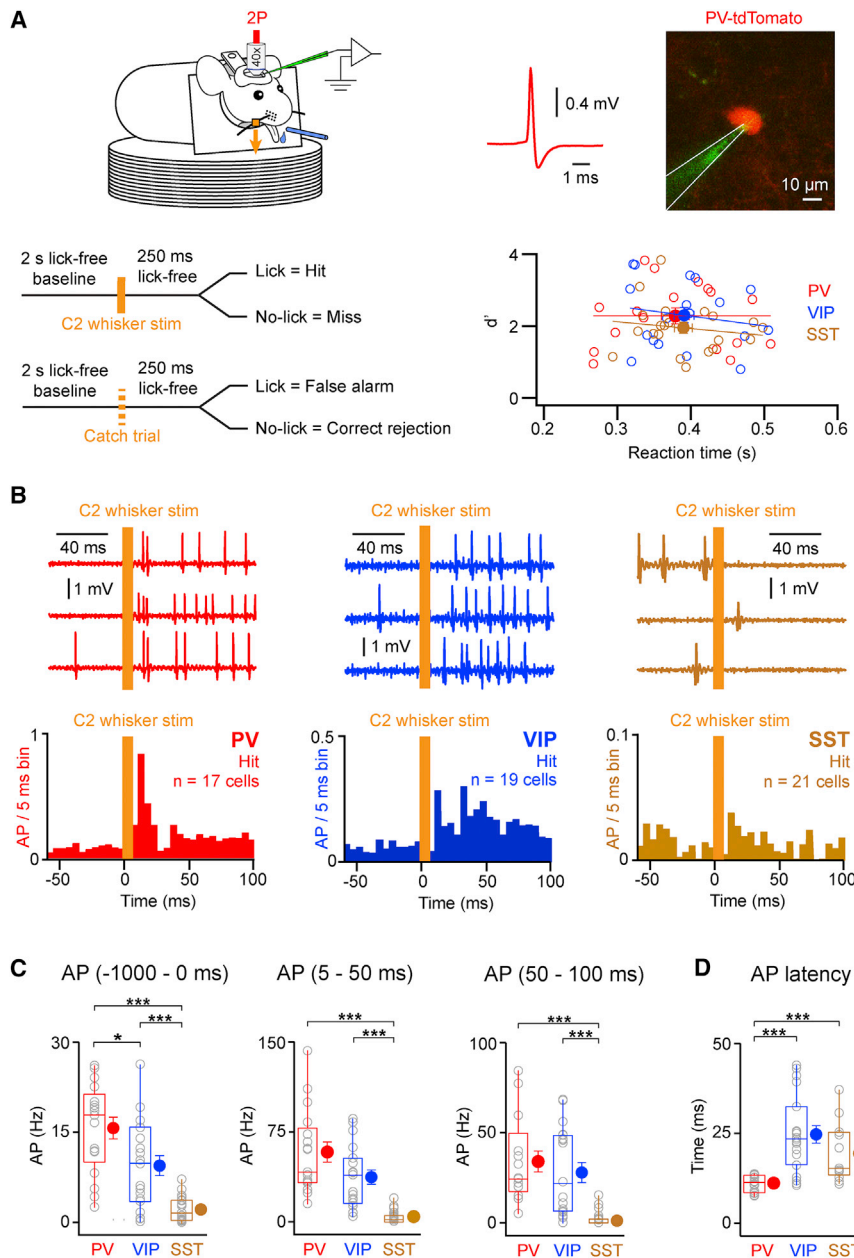 A
2P
40x
PV-tdTomato
0.4 mV
1 ms
10 µm
2 s lick-free
baseline
250 ms
lick-free
Lick = Hit
No-lick = Miss
C2 whisker stim
2 s lick-free
baseline
250 ms
lick-free
Lick = False alarm
No-lick = Correct rejection
Catch trial
d'
4
2
0
PV
VIP
SST
0.2 0.3 0.4 0.5 0.6
Reaction time (s)
B
C2 whisker stim
40 ms
1 mV
C2 whisker stim
40 ms
1 mV
C2 whisker stim
40 ms
1 mV
C2 whisker stim
PV
Hit
n = 17 cells
AP / 5 ms bin
1
0
-50 0 50 100
Time (ms)
C2 whisker stim
VIP
Hit
n = 19 cells
AP / 5 ms bin
0.5
0
-50 0 50 100
Time (ms)
C2 whisker stim
SST
Hit
n = 21 cells
AP / 5 ms bin
0.1
0
-50 0 50 100
Time (ms)
C
AP (-1000 - 0 ms)
***
***
*
AP (Hz)
30
15
0
PV VIP SST
AP (5 - 50 ms)
***
***
AP (Hz)
150
75
0
PV VIP SST
AP (50 - 100 ms)
***
***
AP (Hz)
100
50
0
PV VIP SST
D
AP latency
***
***
Time (ms)
50
25
0
PV VIP SST